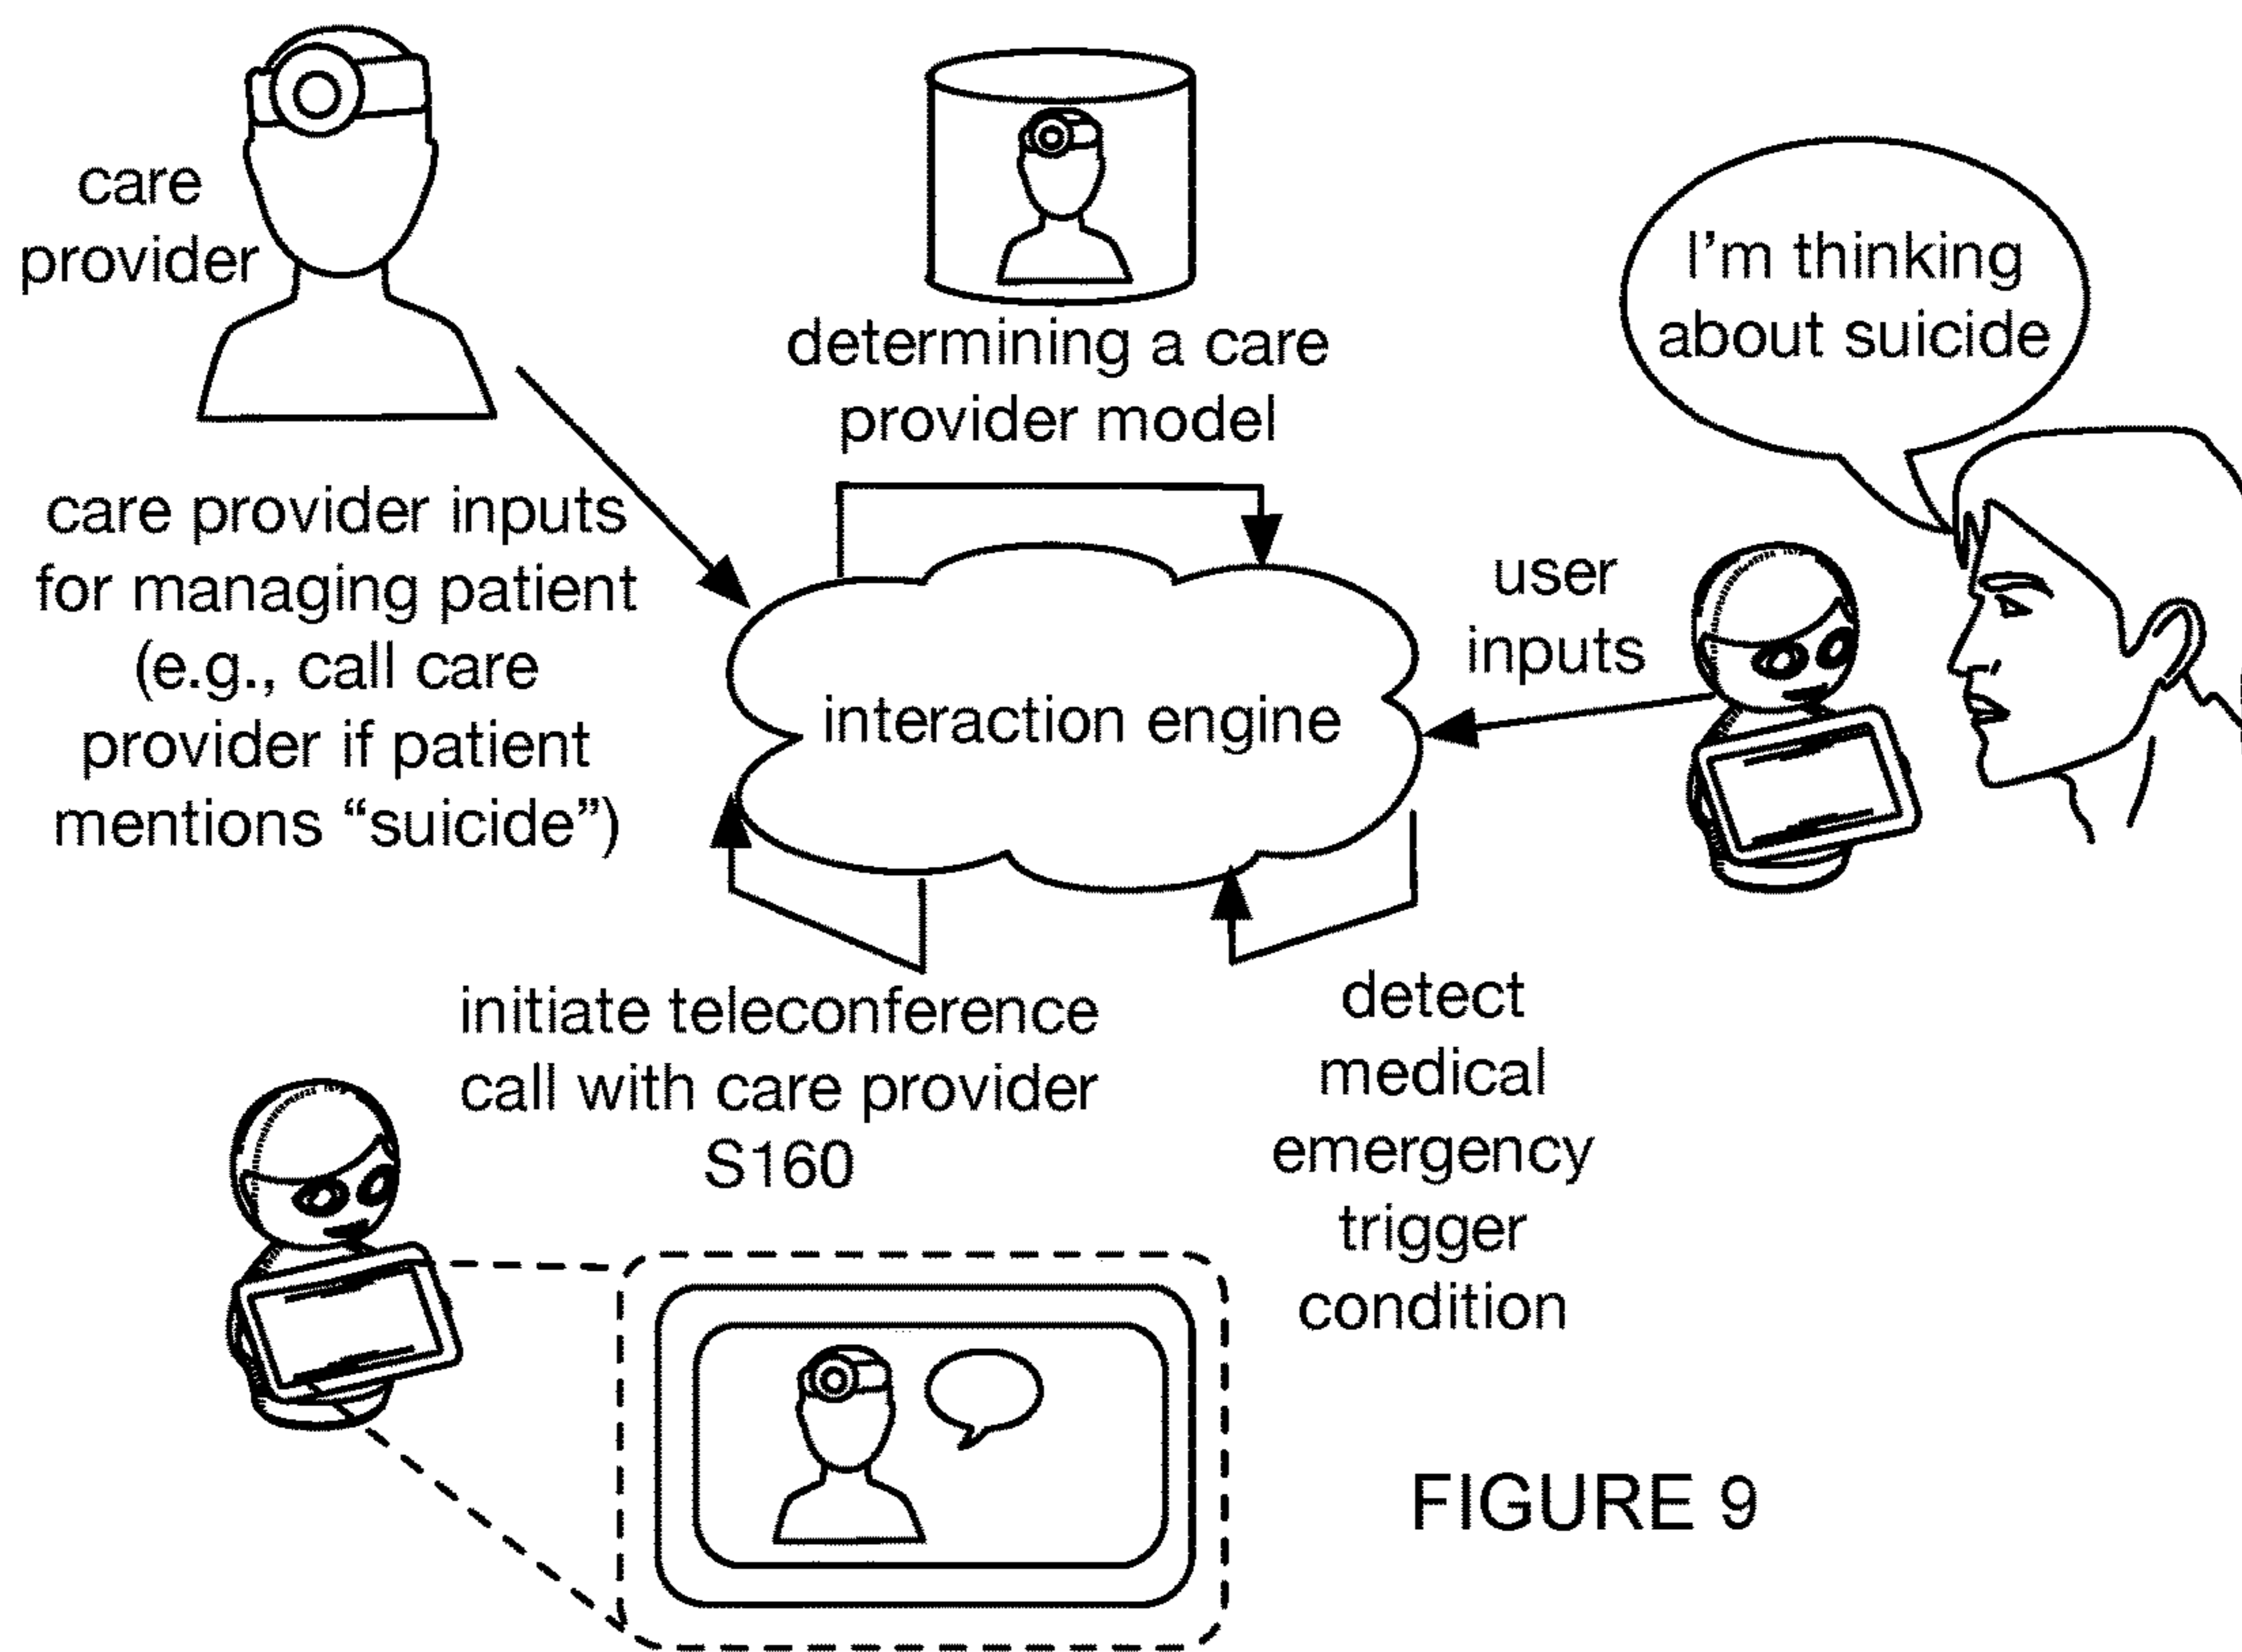 care
provider
determining a care
provider model
I'm thinking
about suicide
care provider inputs
for managing patient
(e.g., call care
provider if patient
mentions “suicide”)
interaction engine
user
inputs
initiate teleconference
call with care provider
S160
detect
medical
emergency
trigger
condition
FIGURE 9